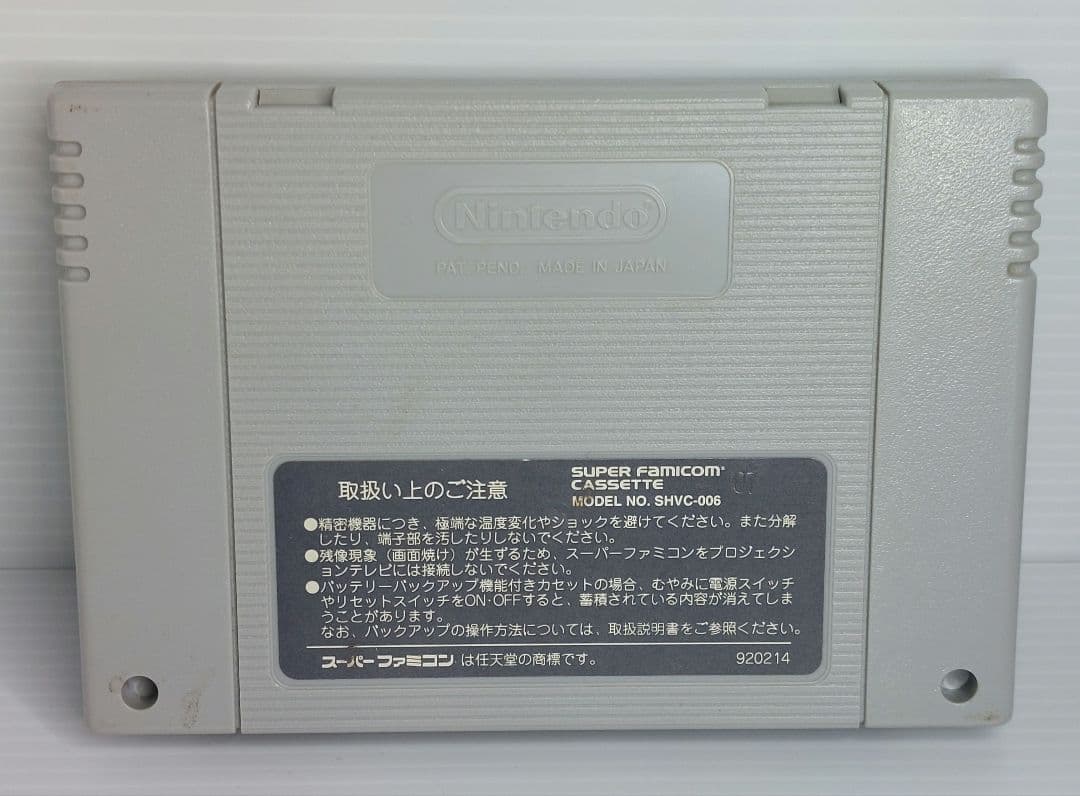 Nintendo®
PAT. PEND. MADE IN JAPAN
取扱い上のご注意
SUPER FAMICOM®
CASSETTE
MODEL NO. SHVC-006
●精密機器につき、極端な温度変化やショックを避けてください。また分解
したり、端子部を汚したりしないでください。
●残像現象（画面焼け）が生ずるため、スーパーファミコンをプロジェクシ
ョンテレビには接続しないでください。
●バッテリーバックアップ機能付きカセットの場合、むやみに電源スイッチ
やリセットスイッチをON・OFFすると、蓄積されている内容が消えてしま
うことがあります。
なお、バックアップの操作方法については、取扱説明書をご参照ください。
スーパーファミコンは任天堂の商標です。 920214